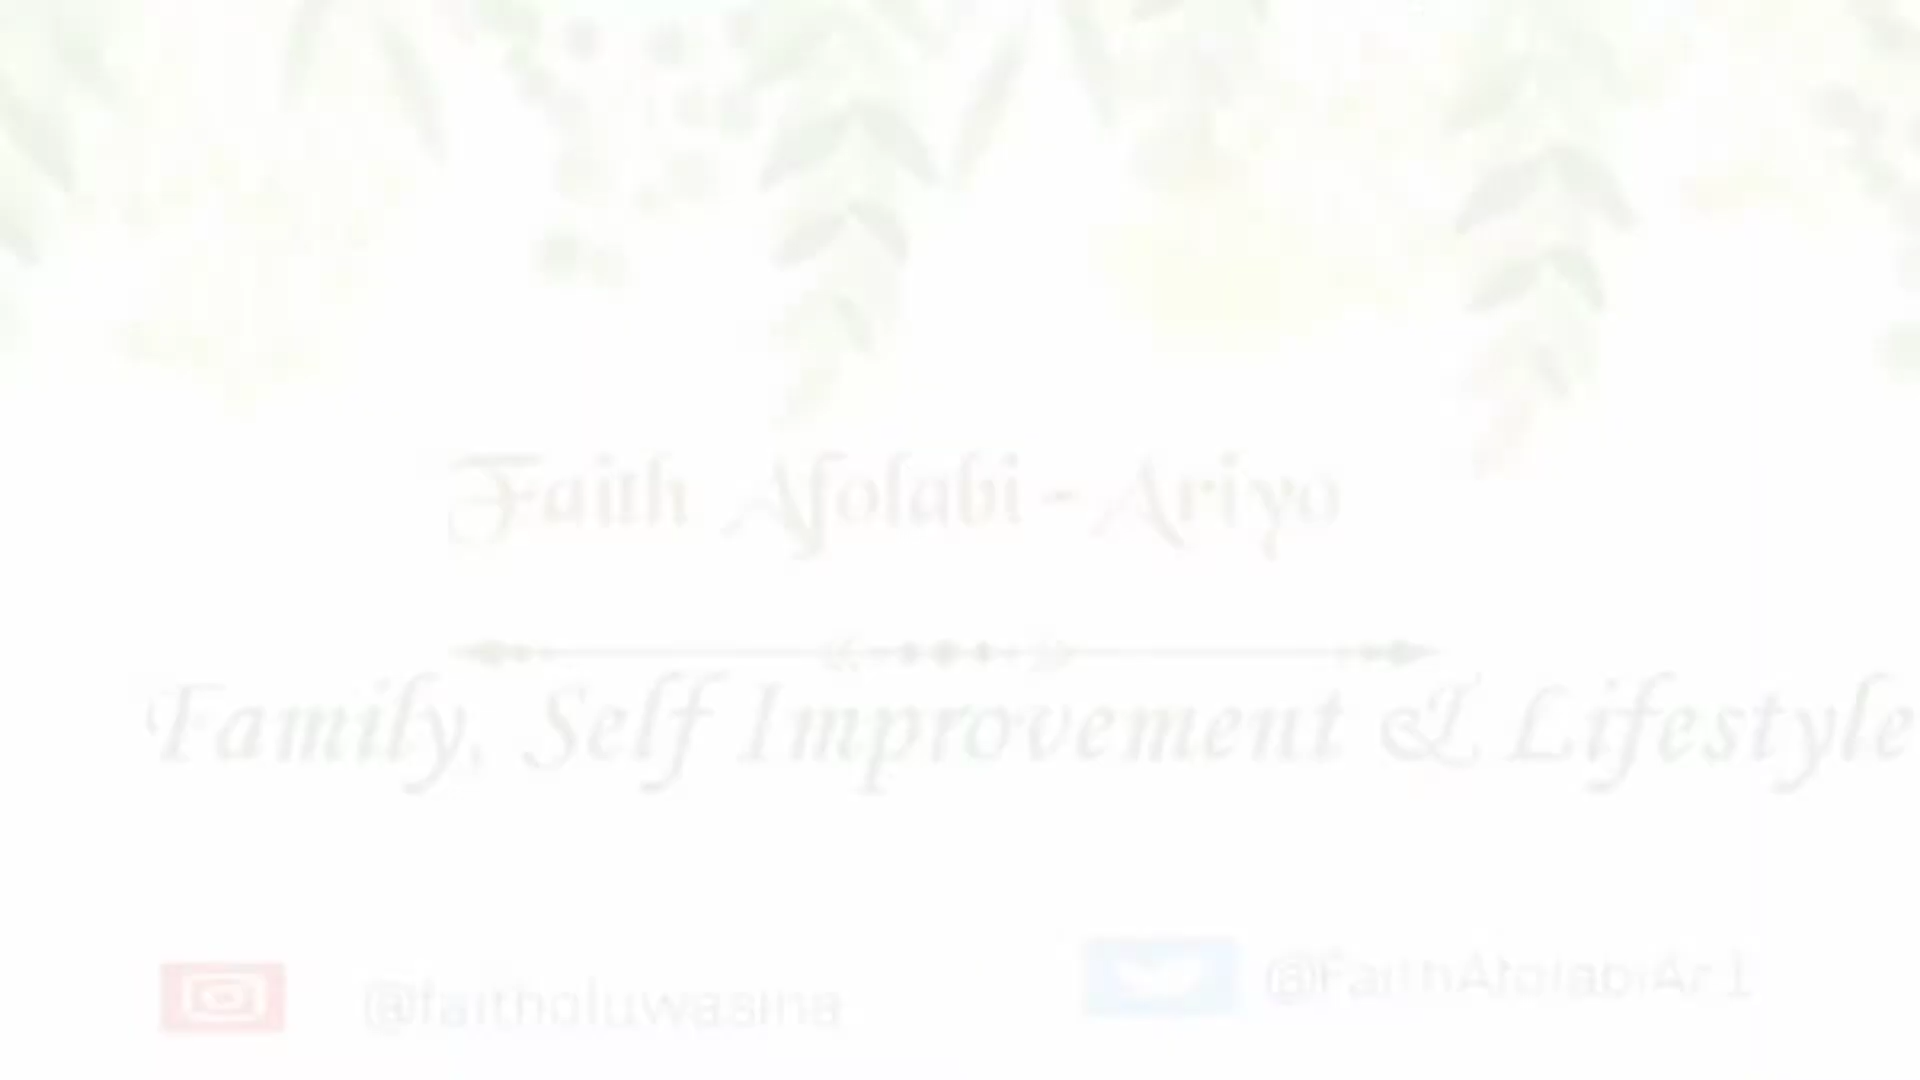 Faith Afolabi-Ariyo
Family, Self Improvement & Lifestyle
@faitholuwasina
@FaithAfolabiAr1